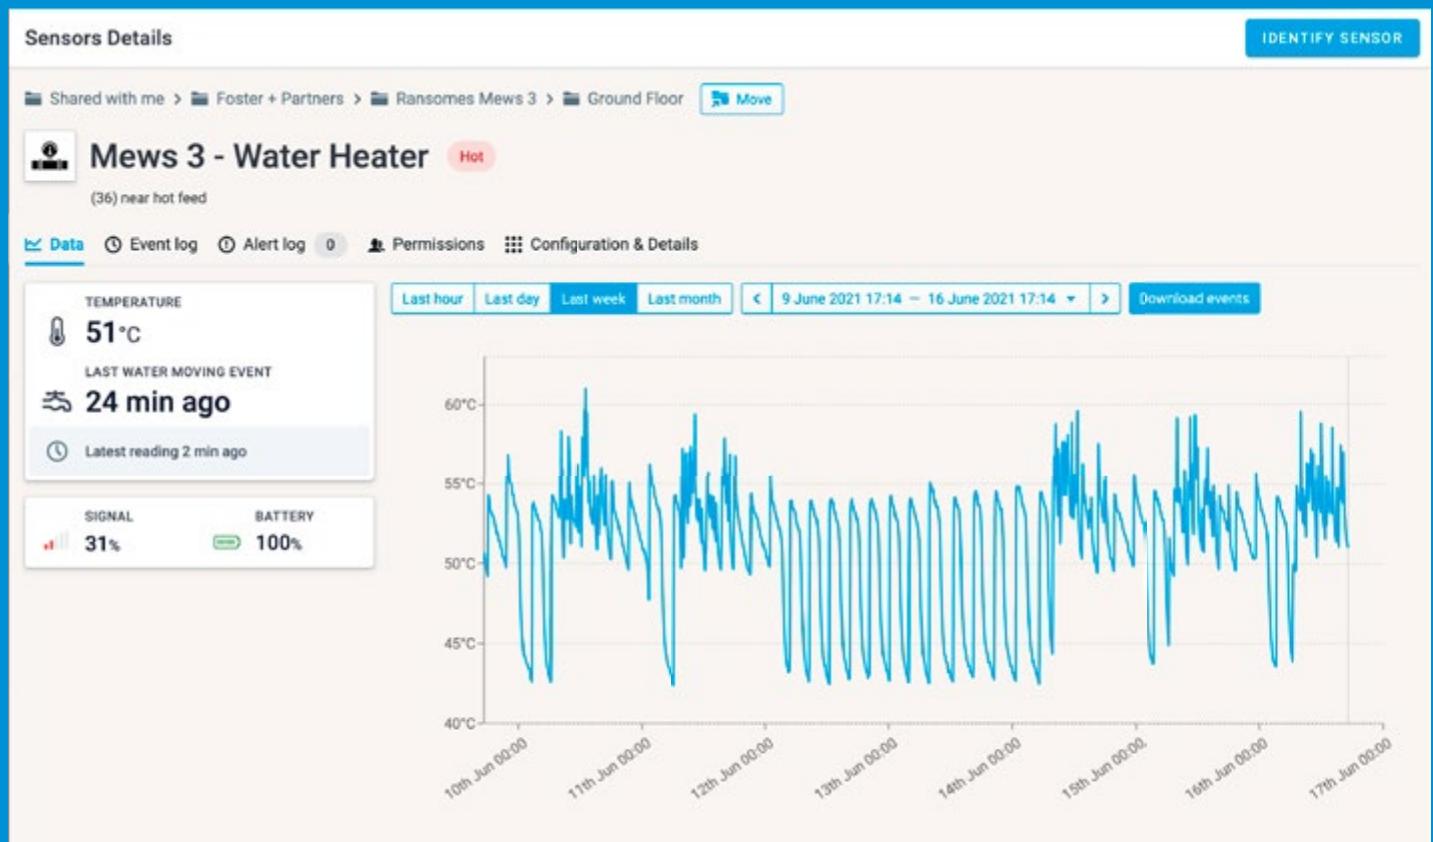 Sensors Details
IDENTIFY SENSOR
Shared with me > Foster + Partners > Ransomes Mews 3 > Ground Floor Move
Mews 3 - Water Heater Hot
(36) near hot feed
Data Event log Alert log 0 Permissions Configuration & Details
TEMPERATURE
51°C
LAST WATER MOVING EVENT
24 min ago
Latest reading 2 min ago
SIGNAL BATTERY
31% 100%
Last hour Last day Last week Last month < 9 June 2021 17:14 – 16 June 2021 17:14 > Download events
60°C
55°C
50°C
45°C
40°C
10th Jun 00:00 11th Jun 00:00 12th Jun 00:00 13th Jun 00:00 14th Jun 00:00 15th Jun 00:00 16th Jun 00:00 17th Jun 00:00